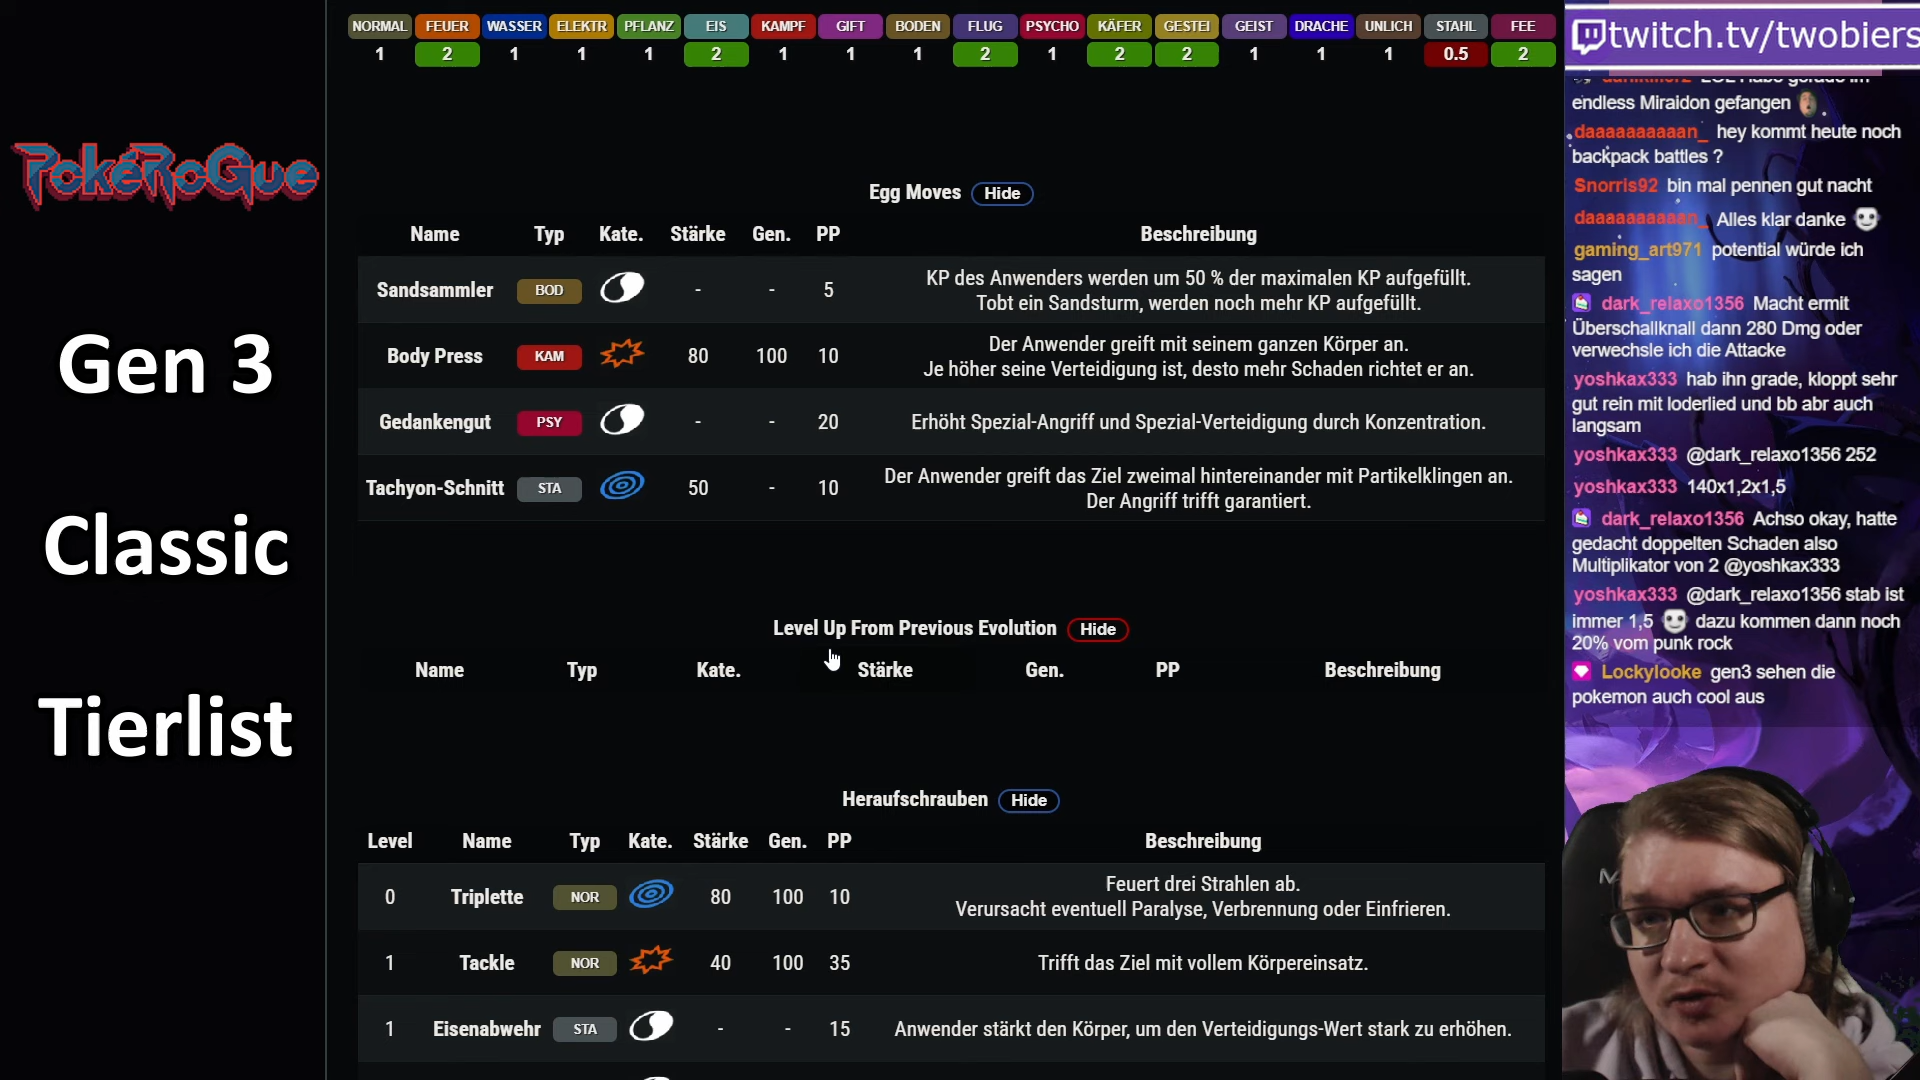 NORMAL FEUER WASSER ELEKTR PFLANZ EIS KAMPF GIFT BODEN FLUG PSYCHO KÄFER GESTEI GEIST DRACHE UNLICH STAHL FEE
1 2 1 1 1 2 1 1 1 2 1 2 2 1 1 1 0.5 2
PokéRoGue
Gen 3
Classic
Tierlist
Egg Moves Hide
Name Typ Kate. Stärke Gen. PP Beschreibung
Sandsammler BOD - - 5 KP des Anwenders werden um 50 % der maximalen KP aufgefüllt.
Tobt ein Sandsturm, werden noch mehr KP aufgefüllt.
Body Press KAM 80 100 10 Der Anwender greift mit seinem ganzen Körper an.
Je höher seine Verteidigung ist, desto mehr Schaden richtet er an.
Gedankengut PSY - - 20 Erhöht Spezial-Angriff und Spezial-Verteidigung durch Konzentration.
Tachyon-Schnitt STA 50 - 10 Der Anwender greift das Ziel zweimal hintereinander mit Partikelklingen an.
Der Angriff trifft garantiert.
Level Up From Previous Evolution Hide
Name Typ Kate. Stärke Gen. PP Beschreibung
Heraufschrauben Hide
Level Name Typ Kate. Stärke Gen. PP Beschreibung
0 Triplette NOR 80 100 10 Feuert drei Strahlen ab.
Verursacht eventuell Paralyse, Verbrennung oder Einfrieren.
1 Tackle NOR 40 100 35 Trifft das Ziel mit vollem Körpereinsatz.
1 Eisenabwehr STA - - 15 Anwender stärkt den Körper, um den Verteidigungs-Wert stark zu erhöhen.
twitch.tv/twobiers
endless Miraidon gefangen
daaaaaaaaaan_ hey kommt heute noch
backpack battles ?
Snorris92 bin mal pennen gut nacht
daaaaaaaaaan_ Alles klar danke
gaming_art971 potential würde ich
sagen
dark_relaxo1356 Macht ermit
Überschallknall dann 280 Dmg oder
verwechsle ich die Attacke
yoshkax333 hab ihn grade, kloppt sehr
gut rein mit loderlied und bb abr auch
langsam
yoshkax333 @dark_relaxo1356 252
yoshkax333 140x1,2x1,5
dark_relaxo1356 Achso okay, hatte
gedacht doppelten Schaden also
Multiplikator von 2 @yoshkax333
yoshkax333 @dark_relaxo1356 stab ist
immer 1,5 dazu kommen dann noch
20% vom punk rock
Lockylooke gen3 sehen die
pokemon auch cool aus